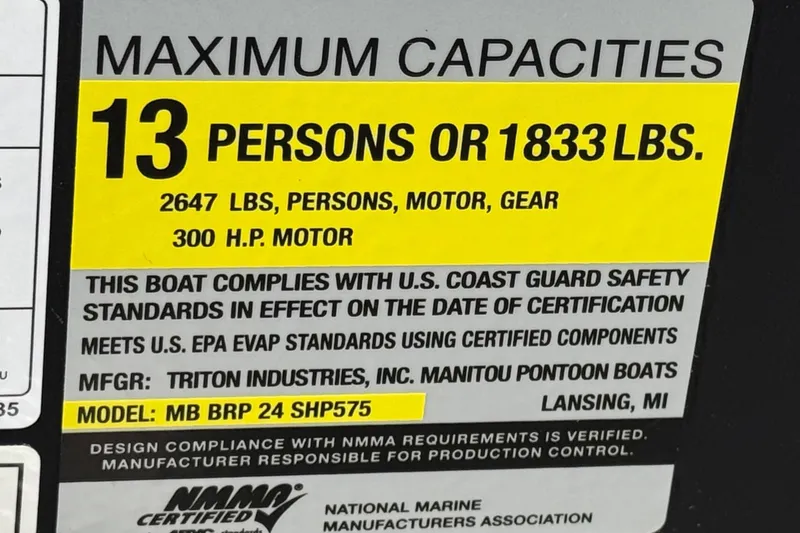 MAXIMUM CAPACITIES
13 PERSONS OR 1833 LBS.
2647 LBS, PERSONS, MOTOR, GEAR
300 H.P. MOTOR
THIS BOAT COMPLIES WITH U.S. COAST GUARD SAFETY
STANDARDS IN EFFECT ON THE DATE OF CERTIFICATION
MEETS U.S. EPA EVAP STANDARDS USING CERTIFIED COMPONENTS
MFGR: TRITON INDUSTRIES, INC. MANITOU PONTOON BOATS
MODEL: MB BRP 24 SHP575
LANSING, MI
DESIGN COMPLIANCE WITH NMMA REQUIREMENTS IS VERIFIED.
MANUFACTURER RESPONSIBLE FOR PRODUCTION CONTROL.
NMMA®
CERTIFIED
NATIONAL MARINE
MANUFACTURERS ASSOCIATION